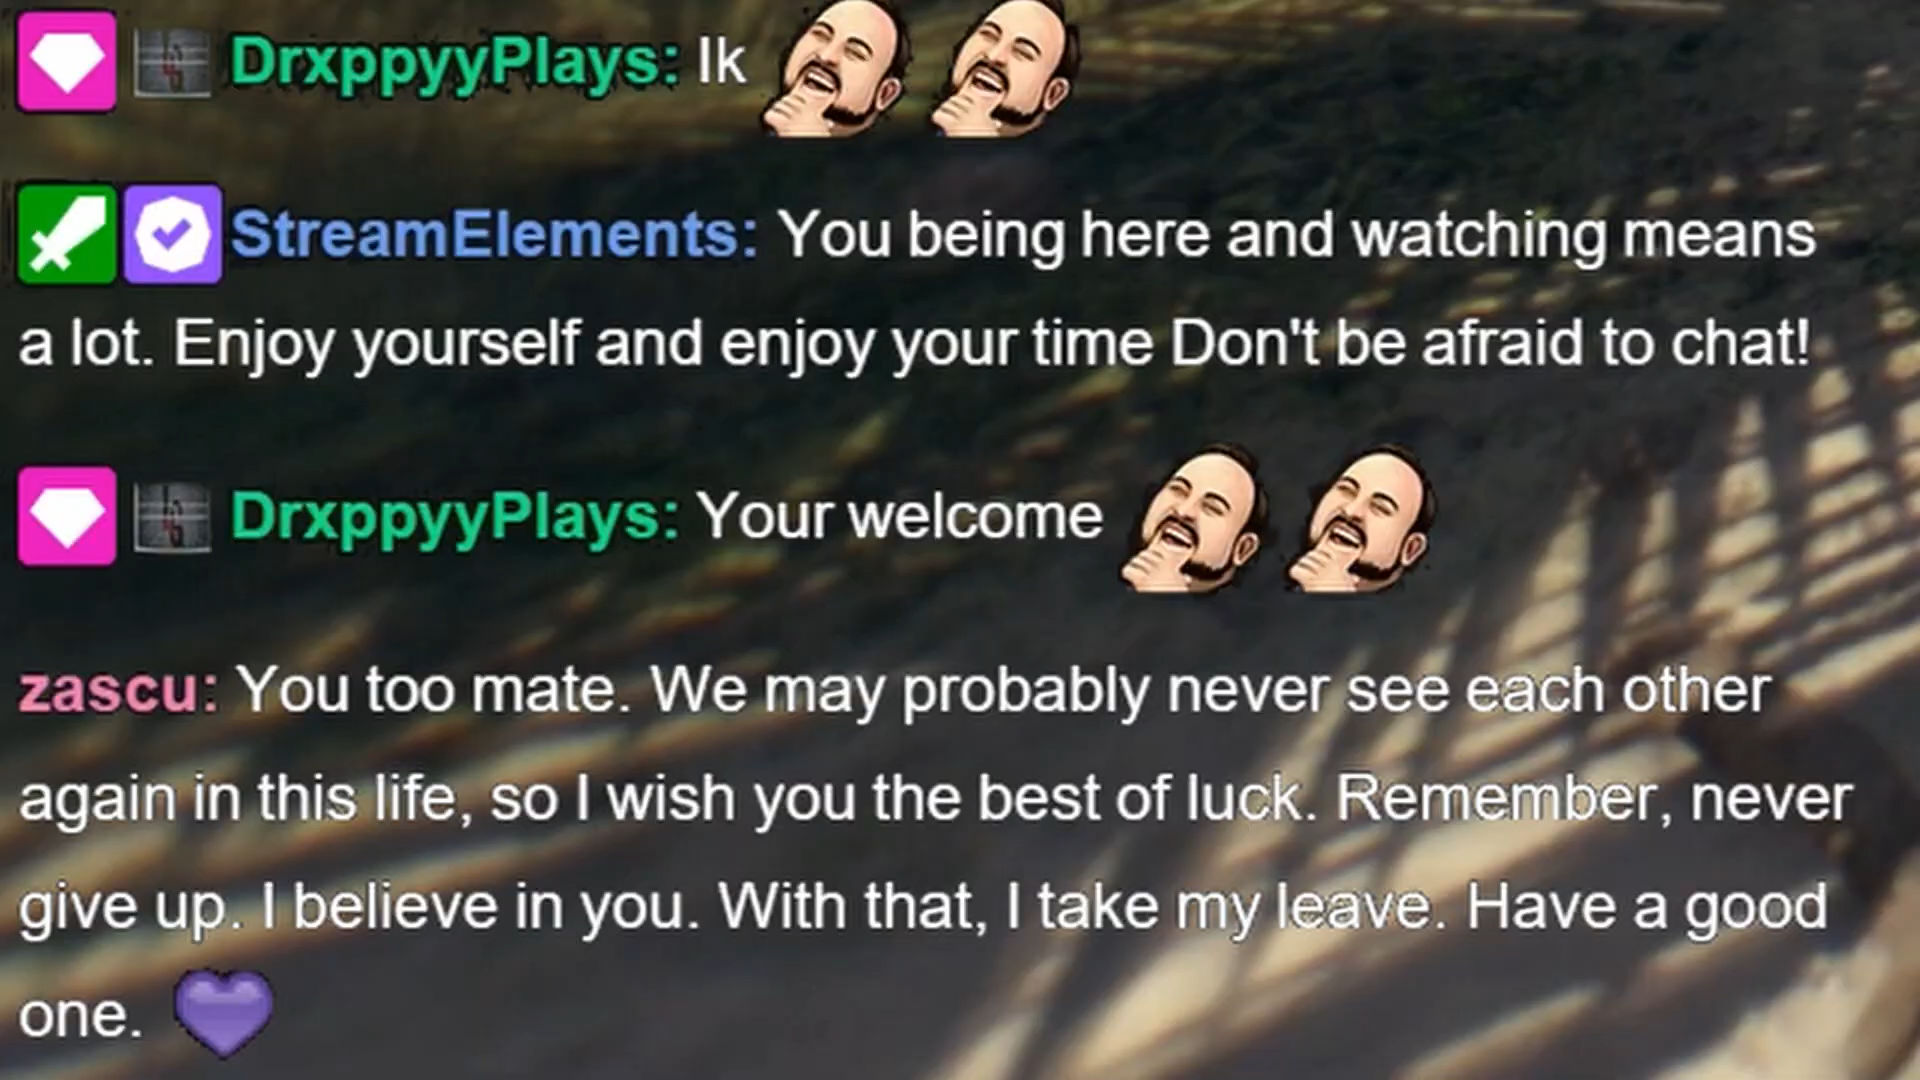 DrxppyyPlays: Ik
StreamElements: You being here and watching means
a lot. Enjoy yourself and enjoy your time Don't be afraid to chat!
DrxppyyPlays: Your welcome
zascu: You too mate. We may probably never see each other
again in this life, so I wish you the best of luck. Remember, never
give up. I believe in you. With that, I take my leave. Have a good
one.